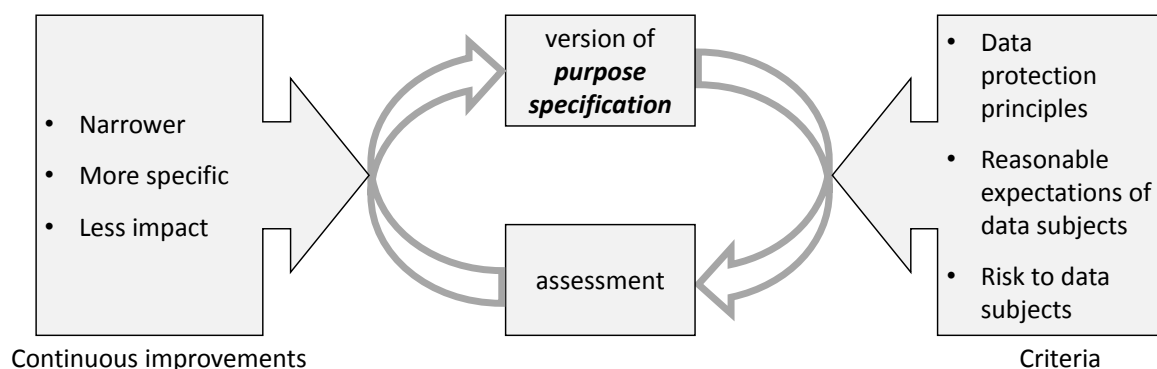 • Narrower
• More specific
• Less impact
Continuous improvements
version of
purpose
specification
assessment
• Data
protection
principles
• Reasonable
expectations of
data subjects
• Risk to data
subjects
Criteria